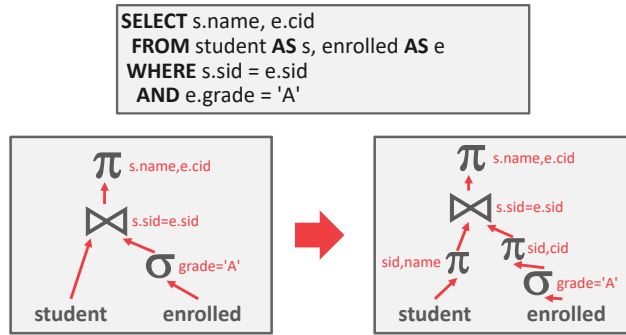 SELECT s.name, e.cid
FROM student AS s, enrolled AS e
WHERE s.sid = e.sid
AND e.grade = 'A'
π s.name,e.cid
⋈ s.sid=e.sid
σ grade='A'
student enrolled
π s.name,e.cid
⋈ s.sid=e.sid
sid,name π π sid,cid
σ grade='A'
student enrolled